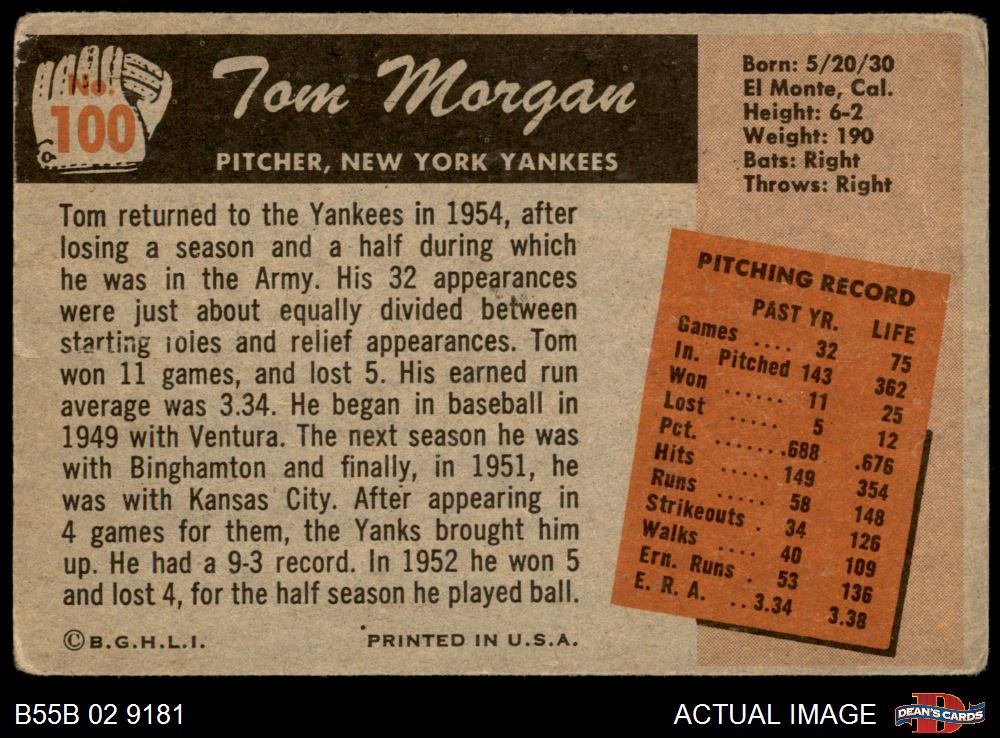 No.
100
Tom Morgan
PITCHER, NEW YORK YANKEES
Born: 5/20/30
El Monte, Cal.
Height: 6-2
Weight: 190
Bats: Right
Throws: Right
Tom returned to the Yankees in 1954, after
losing a season and a half during which
he was in the Army. His 32 appearances
were just about equally divided between
starting roles and relief appearances. Tom
won 11 games, and lost 5. His earned run
average was 3.34. He began in baseball in
1949 with Ventura. The next season he was
with Binghamton and finally, in 1951, he
was with Kansas City. After appearing in
4 games for them, the Yanks brought him
up. He had a 9-3 record. In 1952 he won 5
and lost 4, for the half season he played ball.
©B.G.H.L.I. PRINTED IN U.S.A.
PITCHING RECORD
PAST YR. LIFE
Games .... 32 75
In. Pitched 143 362
Won ...... 11 25
Lost ..... 5 12
Pct. .......688 .676
Hits ..... 149 354
Runs ..... 58 148
Strikeouts . 34 126
Walks .... 40 109
Ern. Runs . 53 136
E. R. A. ..3.34 3.38
B55B 02 9181
ACTUAL IMAGE
D
DEAN'S CARDS